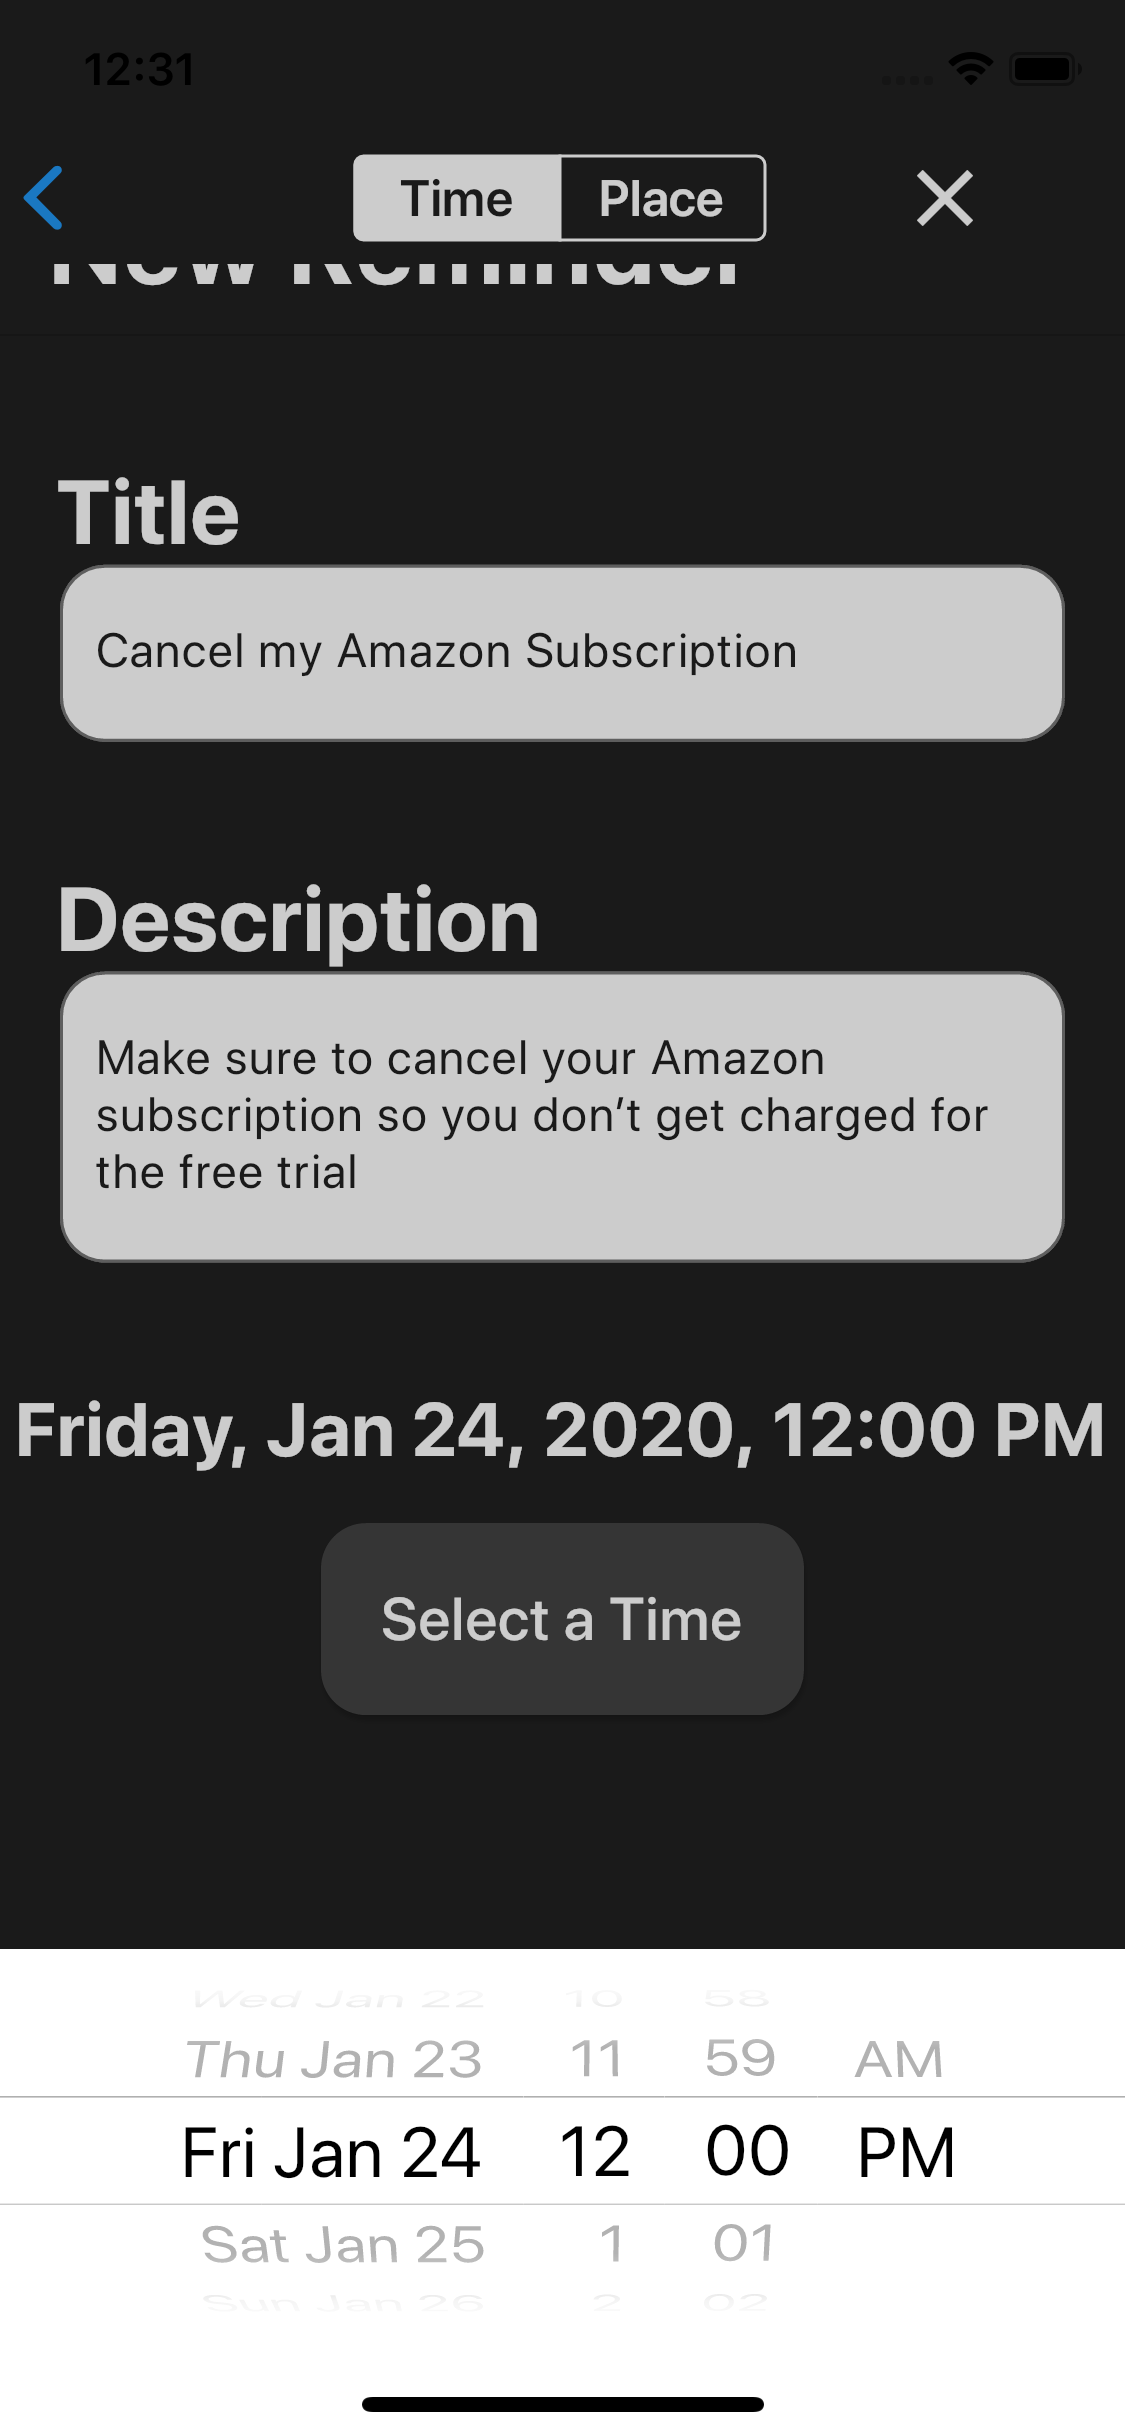 12:31
Time Place
New Reminder
Title
Cancel my Amazon Subscription
Description
Make sure to cancel your Amazon
subscription so you don't get charged for
the free trial
Friday, Jan 24, 2020, 12:00 PM
Select a Time
Wed Jan 22 10 58
Thu Jan 23 11 59 AM
Fri Jan 24 12 00 PM
Sat Jan 25 1 01
Sun Jan 26 2 02